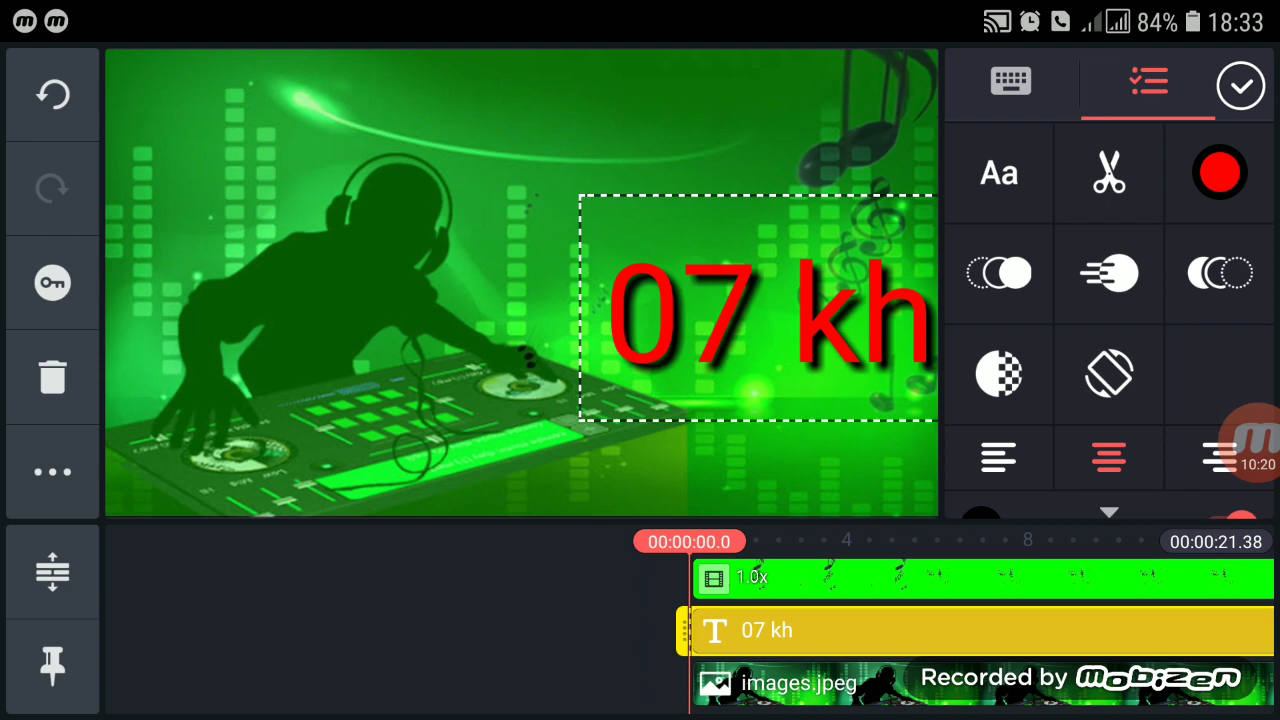 84% 18:33
07 kh
Aa
10:20
00:00:00.0
4
8
00:00:21.38
1.0x
T 07 kh
images.jpeg
Recorded by mobizen